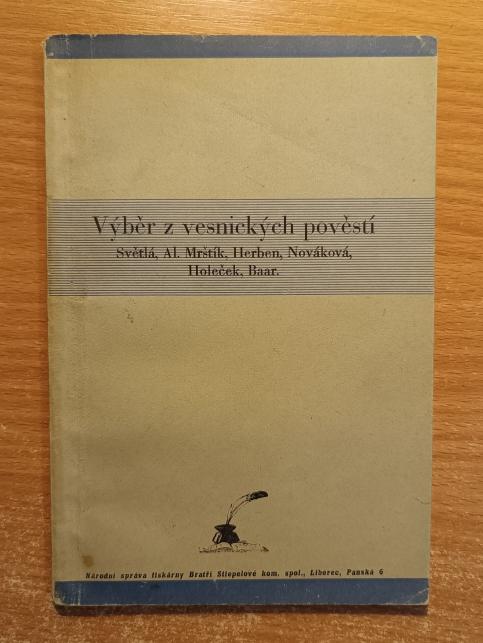 Výběr z vesnických pověstí
Světlá, Al. Mrštík, Herben, Nováková,
Holeček, Baar.
Národní správa tiskárny Bratří Stiepelové kom. spol., Liberec, Panská 6